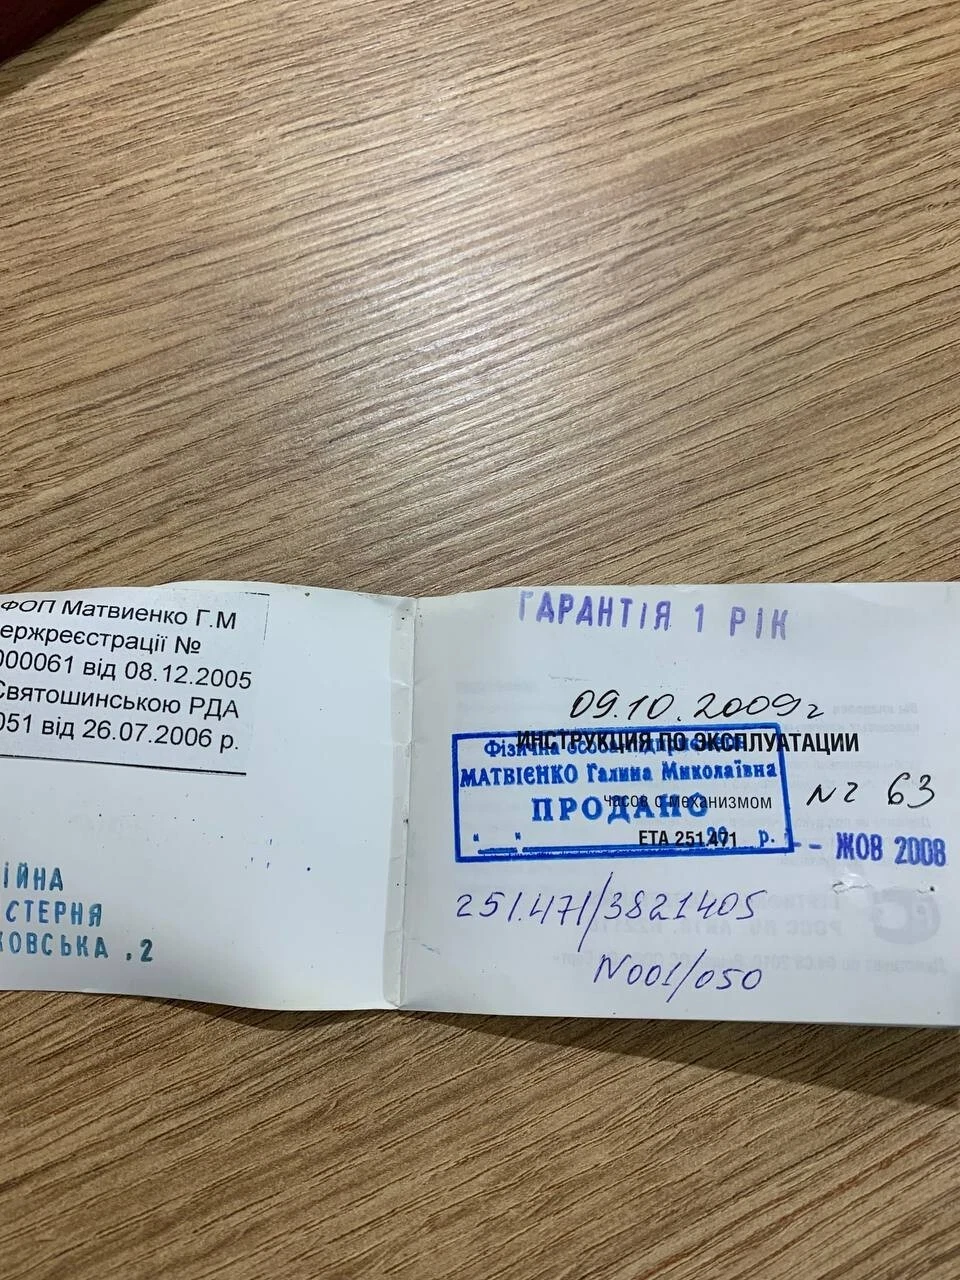 ФОП Матвиенко Г.М
ержреєстрації №
000061 від 08.12.2005
Святошинською РДА
051 від 26.07.2006 р.
ІЙНА
СТЕРНЯ
КОВСЬКА ,2
ГАРАНТІЯ 1 РІК
09.10.2009г
ИНСТРУКЦИЯ ПО ЭКСПЛУАТАЦИИ
Фізична особа
МАТВІЄНКО Галина Миколаївна
ПРОДАНО
часов с механизмом
№ 63
ЕТА 251.471
20 р.
-- ЖОВ 2008
251.471/3821405
N001/050